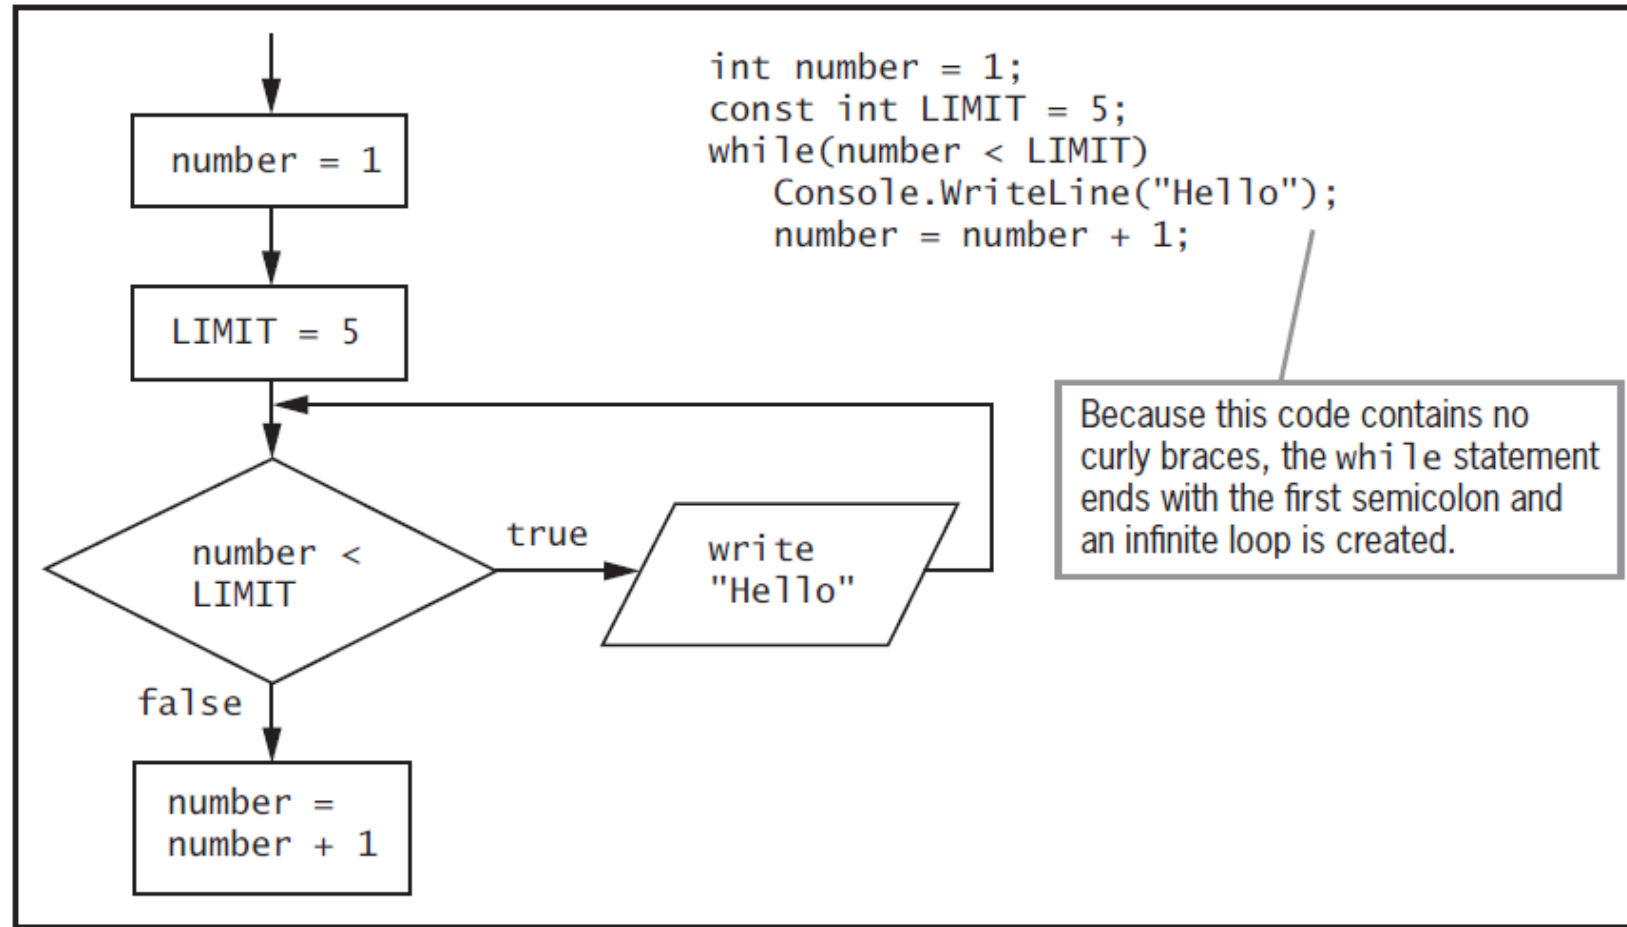 number = 1
LIMIT = 5
number <
LIMIT
true
write
"Hello"
false
number =
number + 1
int number = 1;
const int LIMIT = 5;
while(number < LIMIT)
Console.WriteLine("Hello");
number = number + 1;
Because this code contains no
curly braces, the while statement
ends with the first semicolon and
an infinite loop is created.